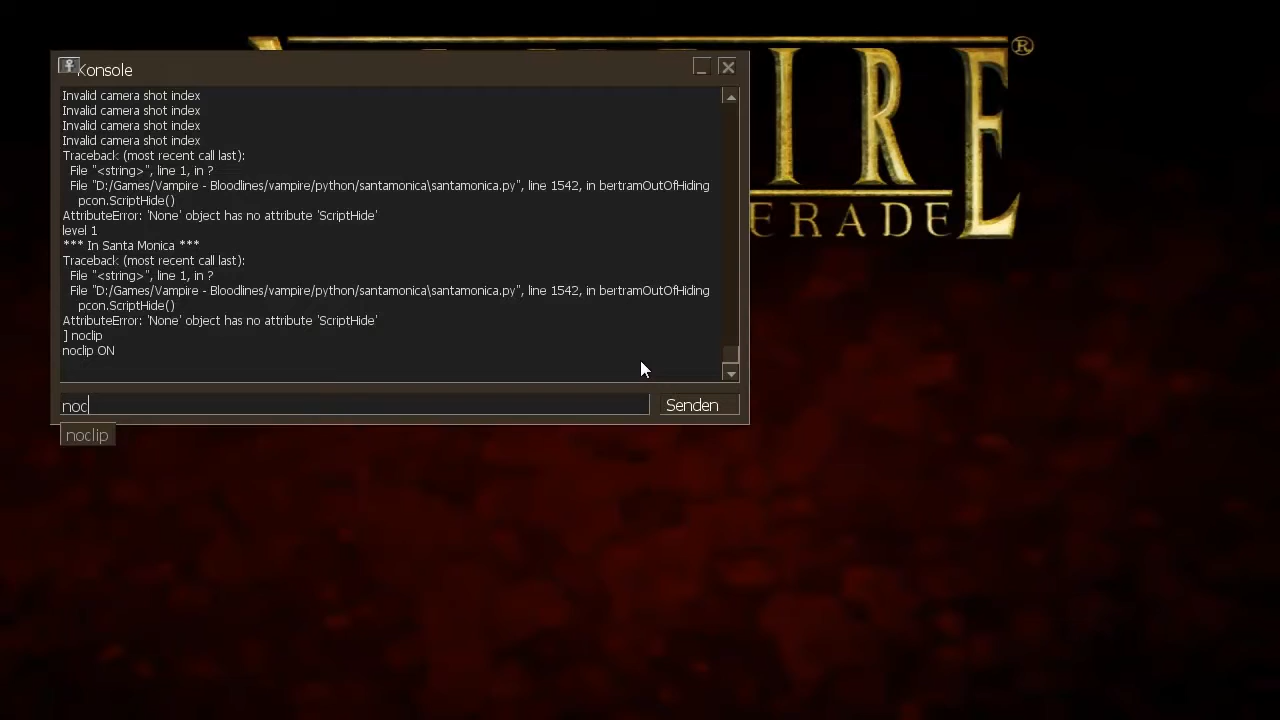 IRE®
ERADE
Konsole
Invalid camera shot index
Invalid camera shot index
Invalid camera shot index
Invalid camera shot index
Traceback (most recent call last):
File "<string>", line 1, in ?
File "D:/Games/Vampire - Bloodlines/vampire/python/santamonica\santamonica.py", line 1542, in bertramOutOfHiding
pcon.ScriptHide()
AttributeError: 'None' object has no attribute 'ScriptHide'
level 1
*** In Santa Monica ***
Traceback (most recent call last):
File "<string>", line 1, in ?
File "D:/Games/Vampire - Bloodlines/vampire/python/santamonica\santamonica.py", line 1542, in bertramOutOfHiding
pcon.ScriptHide()
AttributeError: 'None' object has no attribute 'ScriptHide'
] noclip
noclip ON
noc
Senden
noclip